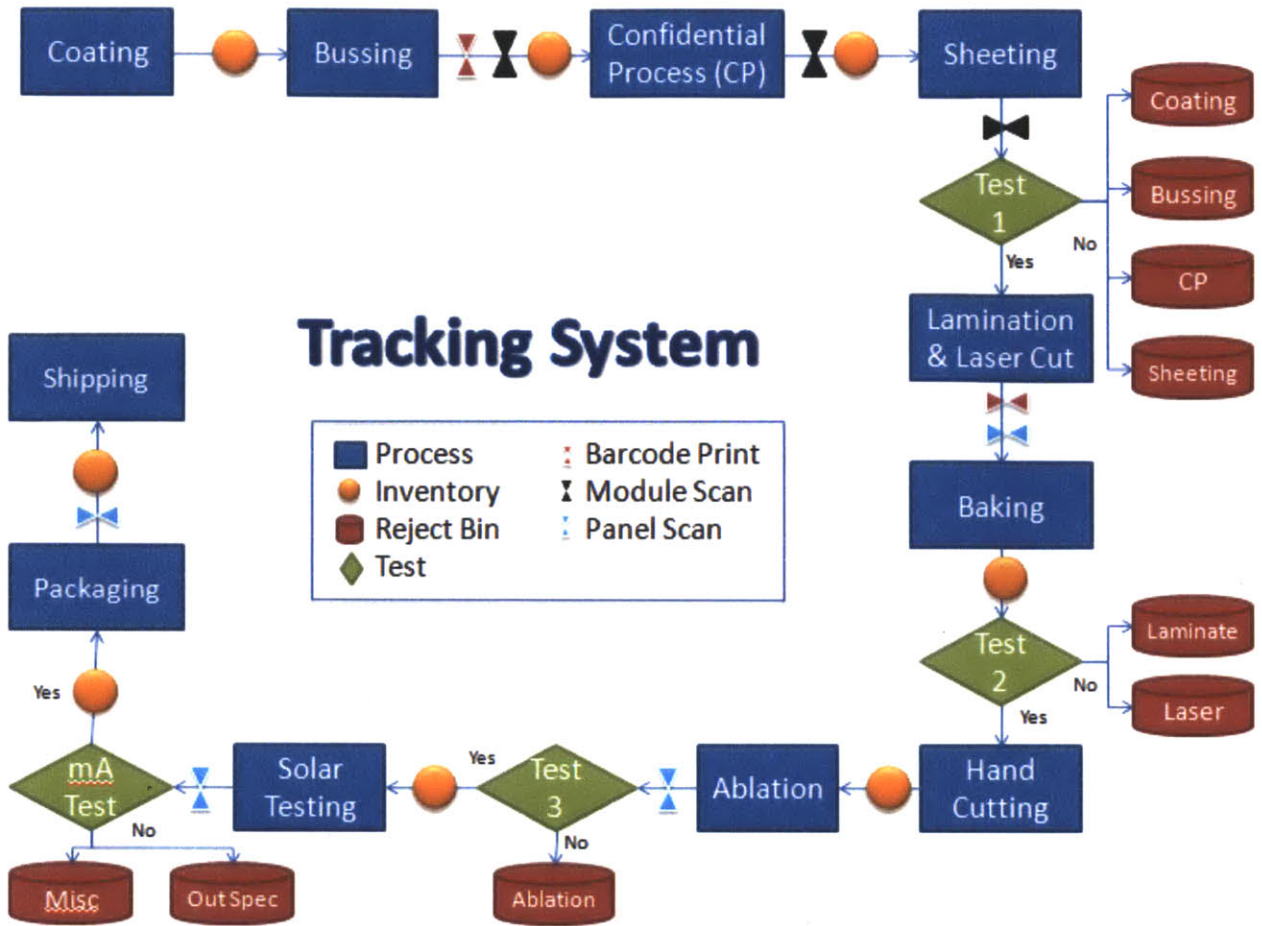 Coating
Bussing
Confidential
Process (CP)
Sheeting
Coating
Bussing
CP
Sheeting
Test
1
No
Yes
Lamination
& Laser Cut
Tracking System
Process
Inventory
Reject Bin
Test
Barcode Print
Module Scan
Panel Scan
Shipping
Packaging
Baking
Test
2
No
Yes
Laminate
Laser
Hand
Cutting
Ablation
Test
3
Yes
No
Ablation
Solar
Testing
mA
Test
Yes
No
Misc
Out Spec